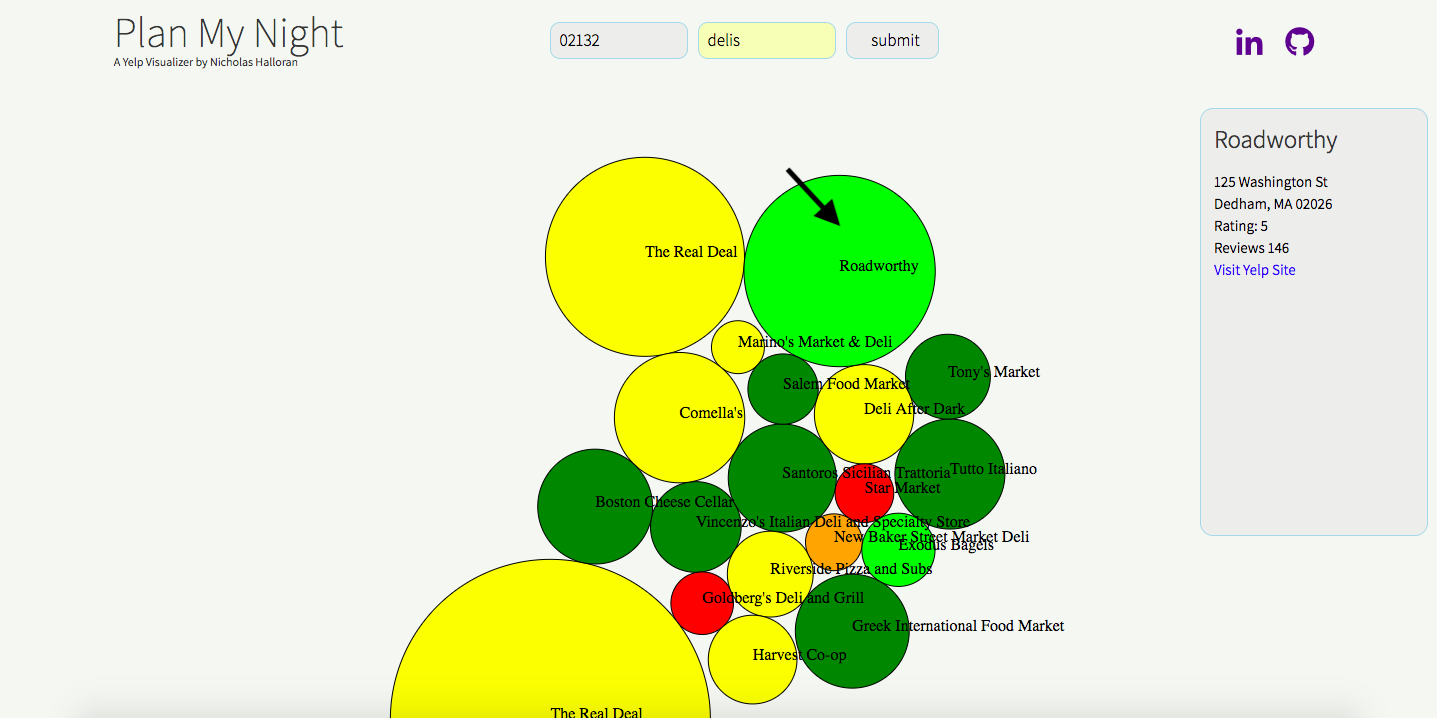 Plan My Night
A Yelp Visualizer by Nicholas Halloran
02132
delis
submit
in
Roadworthy
125 Washington St
Dedham, MA 02026
Rating: 5
Reviews 146
Visit Yelp Site
The Real Deal
Roadworthy
Marino's Market & Deli
Tony's Market
Salem Food Market
Deli After Dark
Comella's
Tutto Italiano
Santoros Sicilian Trattoria
Star Market
Boston Cheese Cellar
Vincenzo's Italian Deli and Specialty Store
New Baker Street Market Deli
Exodus Bagels
Riverside Pizza and Subs
Goldberg's Deli and Grill
Greek International Food Market
Harvest Co-op
The Real Deal